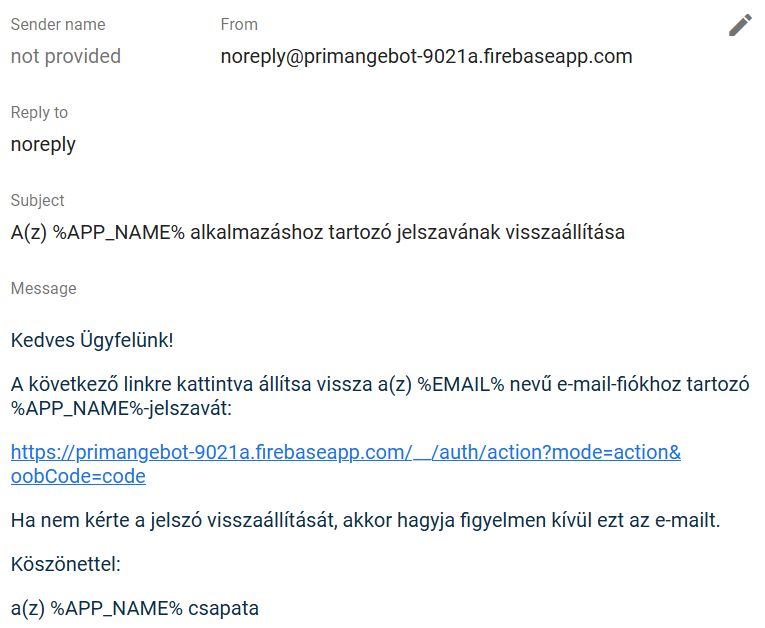 Sender name
From
not provided
noreply@primangebot-9021a.firebaseapp.com
Reply to
noreply
Subject
A(z) %APP_NAME% alkalmazáshoz tartozó jelszavának visszaállítása
Message
Kedves Ügyfelünk!
A következő linkre kattintva állítsa vissza a(z) %EMAIL% nevű e-mail-fiókhoz tartozó
%APP_NAME%-jelszavát:
https://primangebot-9021a.firebaseapp.com/__/auth/action?mode=action&
oobCode=code
Ha nem kérte a jelszó visszaállítását, akkor hagyja figyelmen kívül ezt az e-mailt.
Köszönettel:
a(z) %APP_NAME% csapata